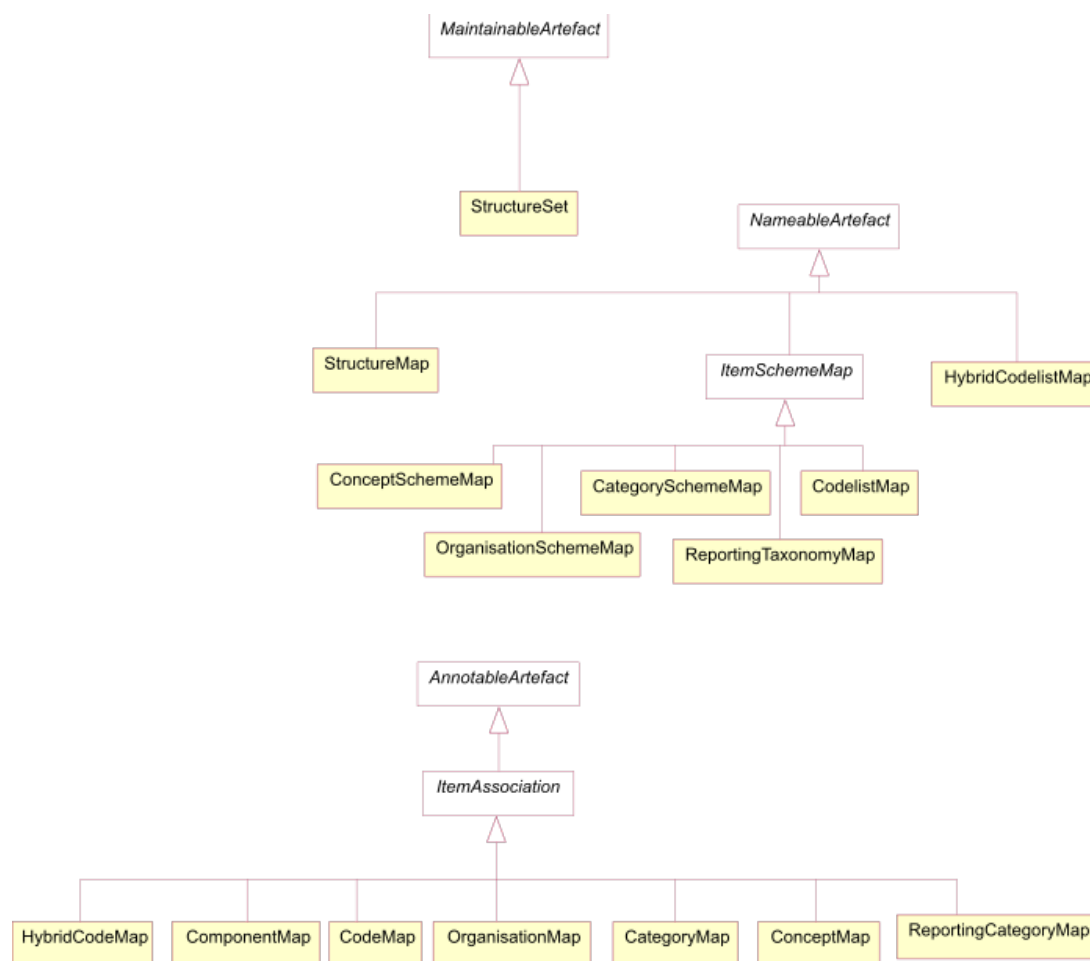 MaintainableArtefact
StructureSet
NameableArtefact
StructureMap
ItemSchemeMap
HybridCodelistMap
ConceptSchemeMap
CategorySchemeMap
CodelistMap
OrganisationSchemeMap
ReportingTaxonomyMap
AnnotableArtefact
ItemAssociation
HybridCodeMap
ComponentMap
CodeMap
OrganisationMap
CategoryMap
ConceptMap
ReportingCategoryMap